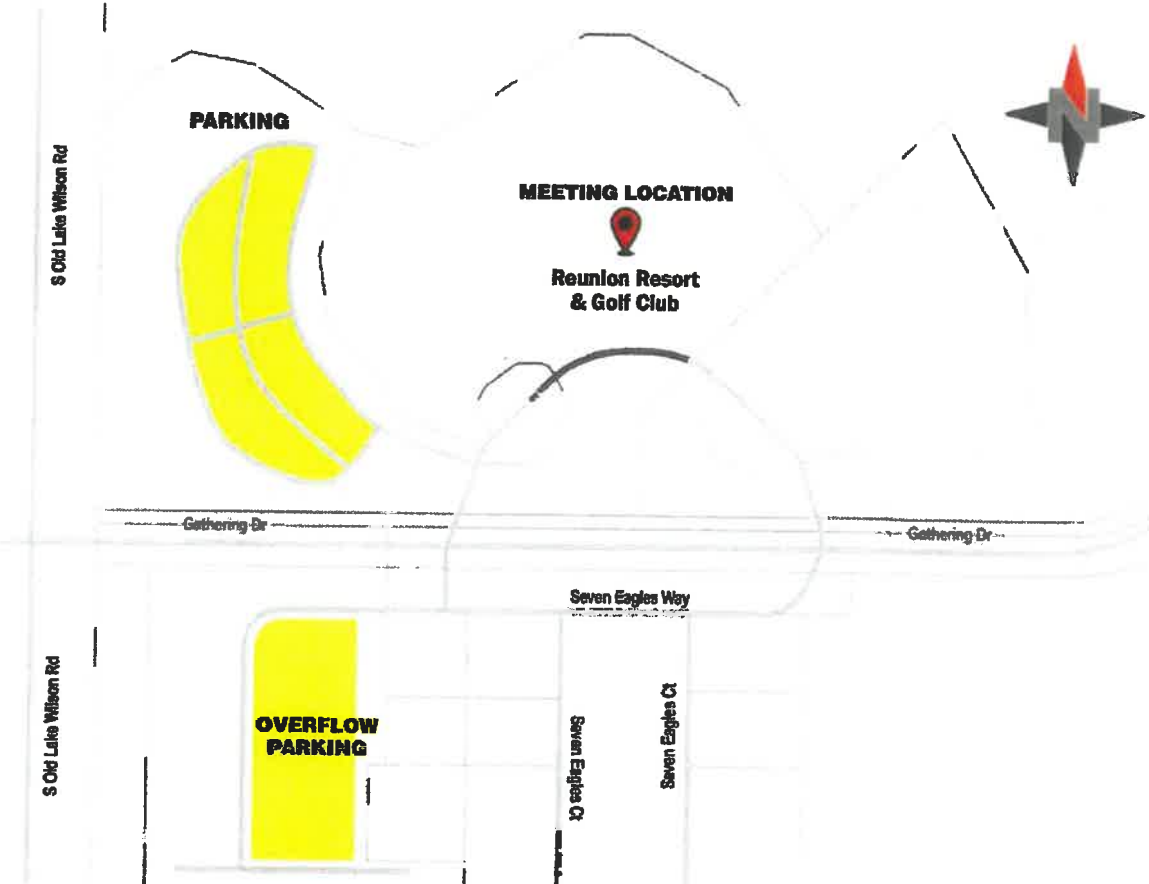 PARKING
N
S Old Lake Wilson Rd
MEETING LOCATION
Reunion Resort
& Golf Club
Gathering Dr
Gathering Dr
Seven Eagles Way
S Old Lake Wilson Rd
OVERFLOW
PARKING
Seven Eagles Ct
Seven Eagles Ct